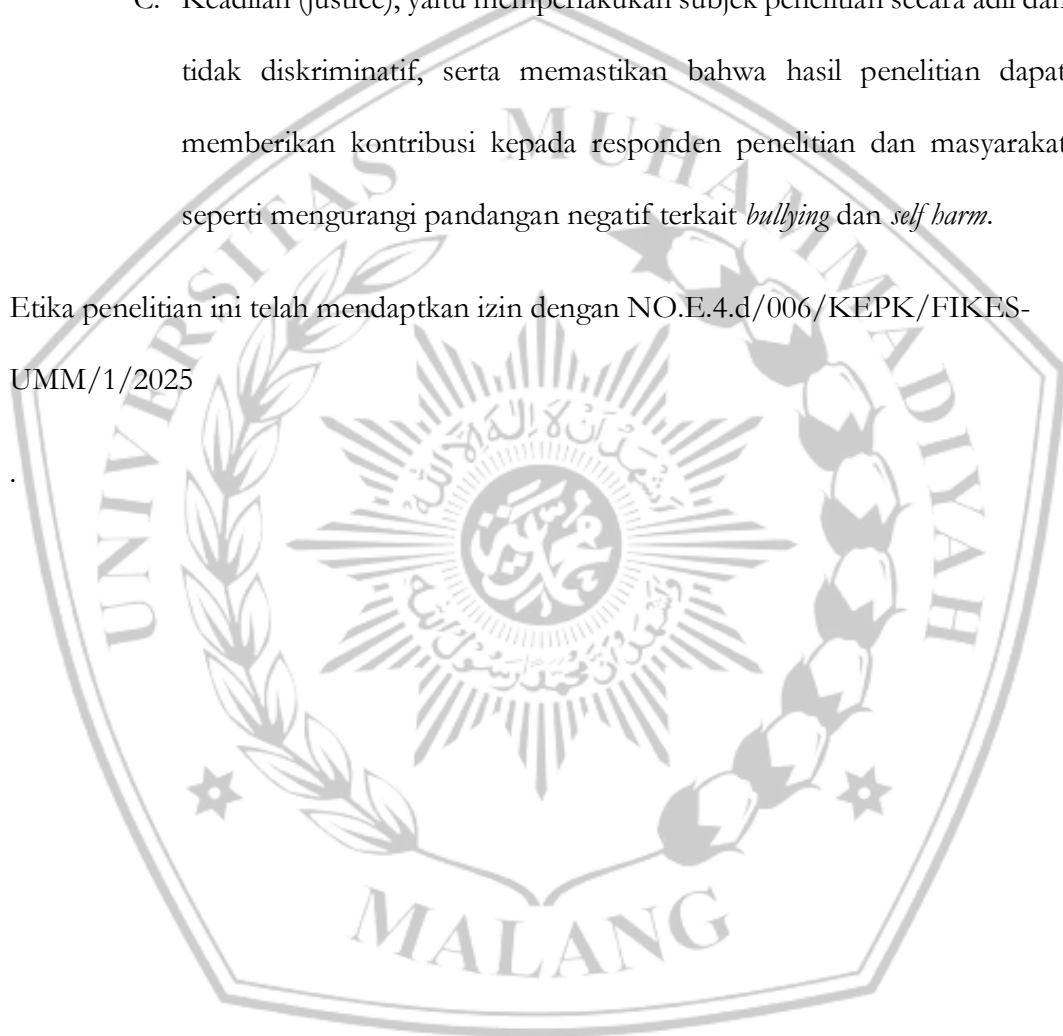 C. Keadilan (justice), yaitu memperlakukan subjek penelitian secara adil dan
tidak diskriminatif, serta memastikan bahwa hasil penelitian dapat
memberikan kontribusi kepada responden penelitian dan masyarakat
seperti mengurangi pandangan negatif terkait bullying dan self harm.
Etika penelitian ini telah mendaptkan izin dengan NO.E.4.d/006/KEPK/FIKES-
UMM/1/2025
.
UNIVERSITAS MUHAMMADIYAH
MALANG